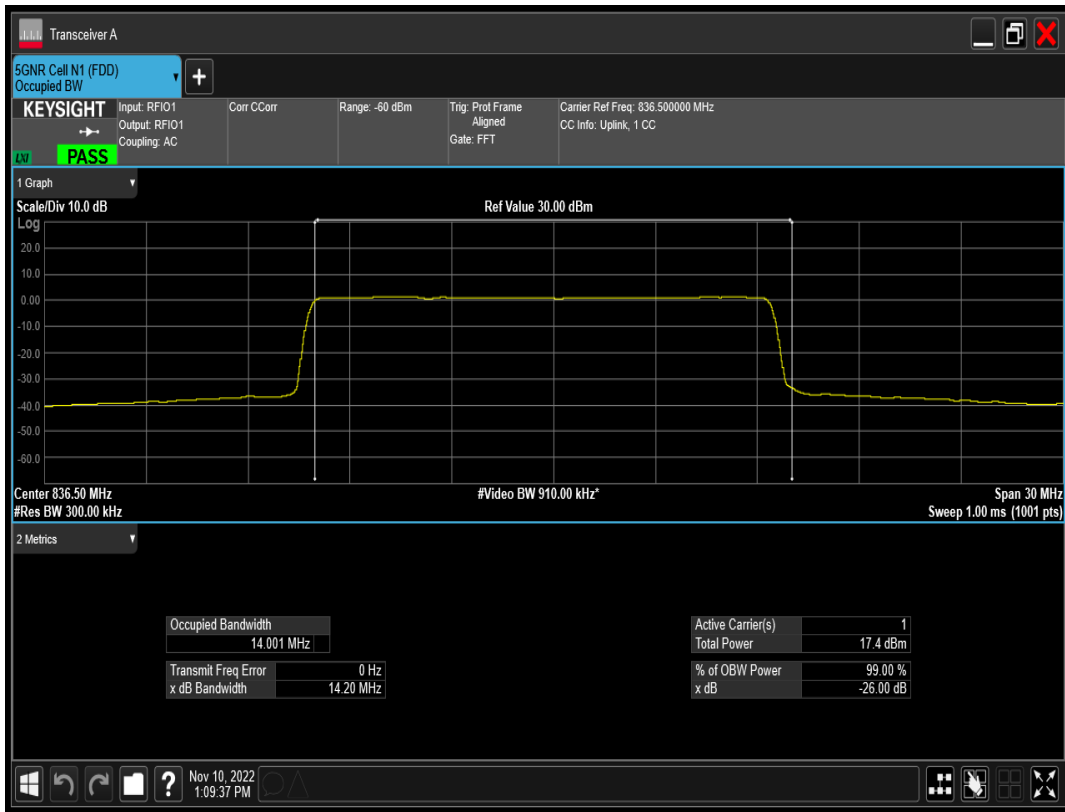 Transceiver A
5GNR Cell N1 (FDD)
Occupied BW
KEYSIGHT
LXI
PASS
Input: RFIO1
Output: RFIO1
Coupling: AC
Corr CCorr
Range: -60 dBm
Trig: Prot Frame
Aligned
Gate: FFT
Carrier Ref Freq: 836.500000 MHz
CC Info: Uplink, 1 CC
1 Graph
Scale/Div 10.0 dB
Ref Value 30.00 dBm
Log
20.0
10.0
0.00
-10.0
-20.0
-30.0
-40.0
-50.0
-60.0
Center 836.50 MHz
#Video BW 910.00 kHz*
Span 30 MHz
#Res BW 300.00 kHz
Sweep 1.00 ms (1001 pts)
2 Metrics
Occupied Bandwidth
14.001 MHz
Transmit Freq Error 0 Hz
x dB Bandwidth 14.20 MHz
Active Carrier(s) 1
Total Power 17.4 dBm
% of OBW Power 99.00 %
x dB -26.00 dB
?
Nov 10, 2022
1:09:37 PM